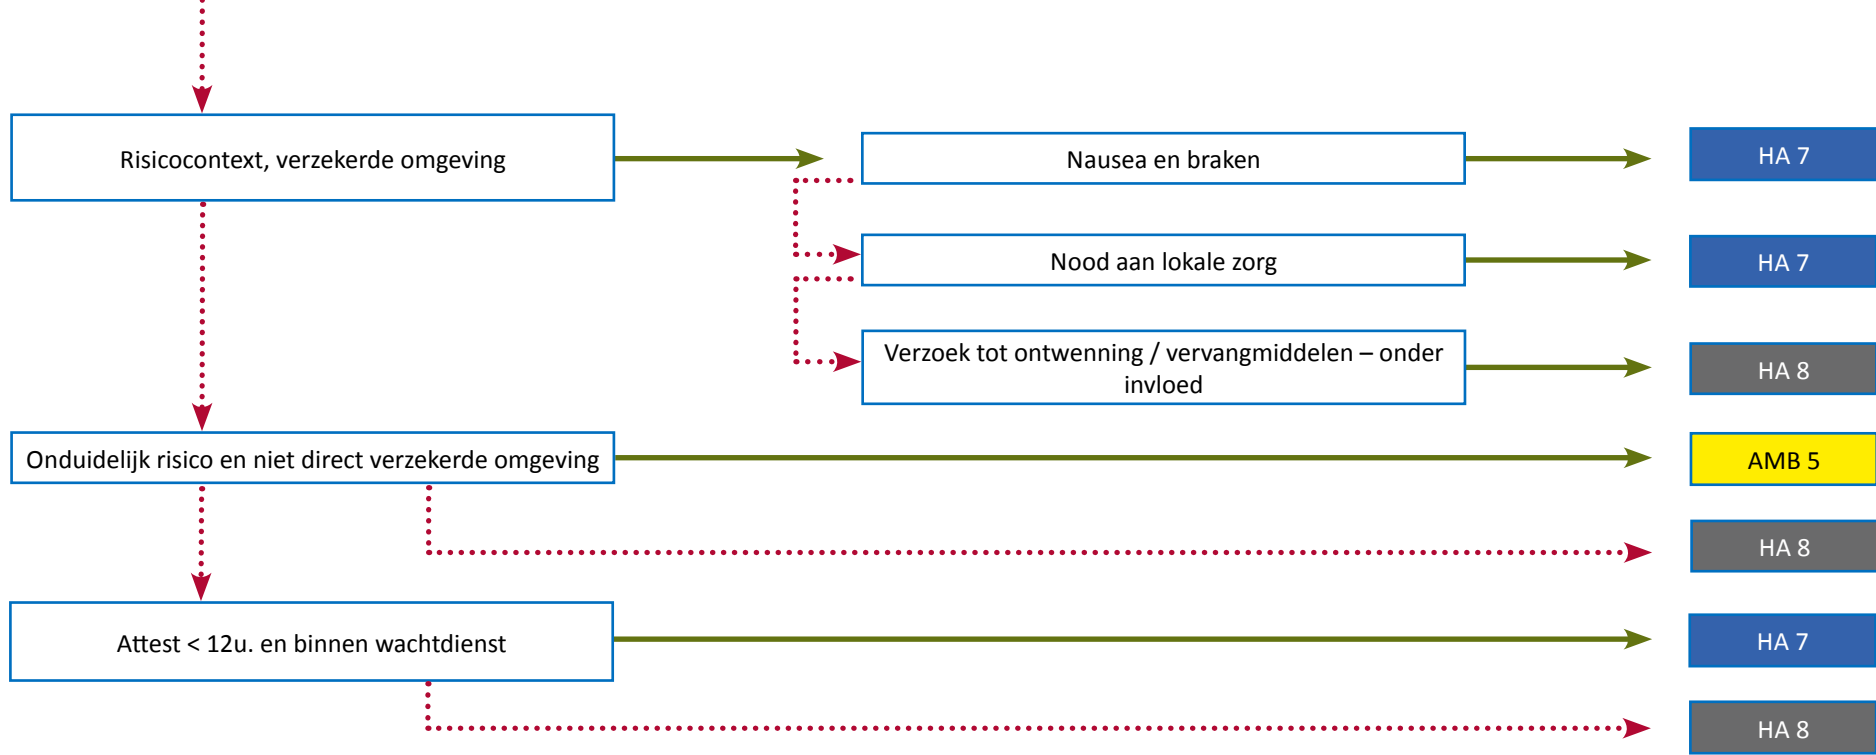 Risicocontext, verzekerde omgeving
Nausea en braken
HA 7
Nood aan lokale zorg
HA 7
Verzoek tot ontwenning / vervangmiddelen – onder
invloed
HA 8
Onduidelijk risico en niet direct verzekerde omgeving
AMB 5
HA 8
Attest < 12u. en binnen wachtdienst
HA 7
HA 8